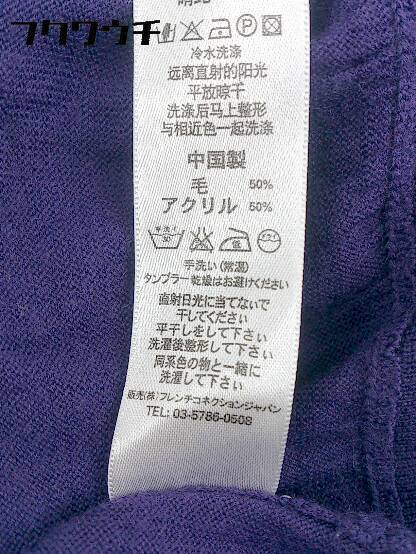 フクウウチ
冷水洗涤
远离直射的阳光
平放晾干
洗涤后马上整形
与相近色一起洗涤
中国製
毛 50%
アクリル 50%
手洗い(常温)
タンブラー乾燥はお避けください
直射日光に当てないで
干してください
平干しをして下さい
洗濯後整形して下さい
同系色の物と一緒に
洗濯して下さい
販売(株)フレンチコネクションジャパン
TEL: 03-5786-0508